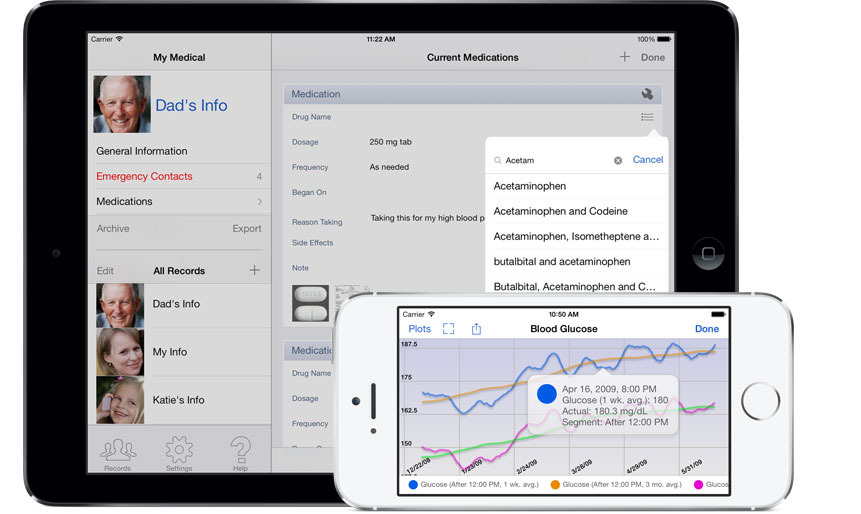 Carrier
11:22 AM
100%
My Medical
Current Medications
+ Done
Dad's Info
General Information
Emergency Contacts 4
Medications
Archive Export
Edit All Records +
Dad's Info
My Info
Katie's Info
Records Settings Help
Medication
Drug Name
Dosage 250 mg tab
Frequency As needed
Began On
Reason Taking Taking this for my high blood p
Side Effects
Note
Drug Name
Dosage
Frequency
Acetam Cancel
Acetaminophen
Acetaminophen and Codeine
Acetaminophen, Isometheptene a...
butalbital and acetaminophen
Butalbital, Acetaminophen and C...
Carrier 10:50 AM
Plots Blood Glucose Done
187.5
175
162.5
150
Apr 16, 2009, 8:00 PM
Glucose (1 wk. avg.): 180
Actual: 180.3 mg/dL
Segment: After 12:00 PM
12/22/08 1/23/09 2/24/09 3/28/09 4/29/09 5/31/09
Glucose (After 12:00 PM, 1 wk. avg.) Glucose (After 12:00 PM, 3 mo. avg.) Glucos